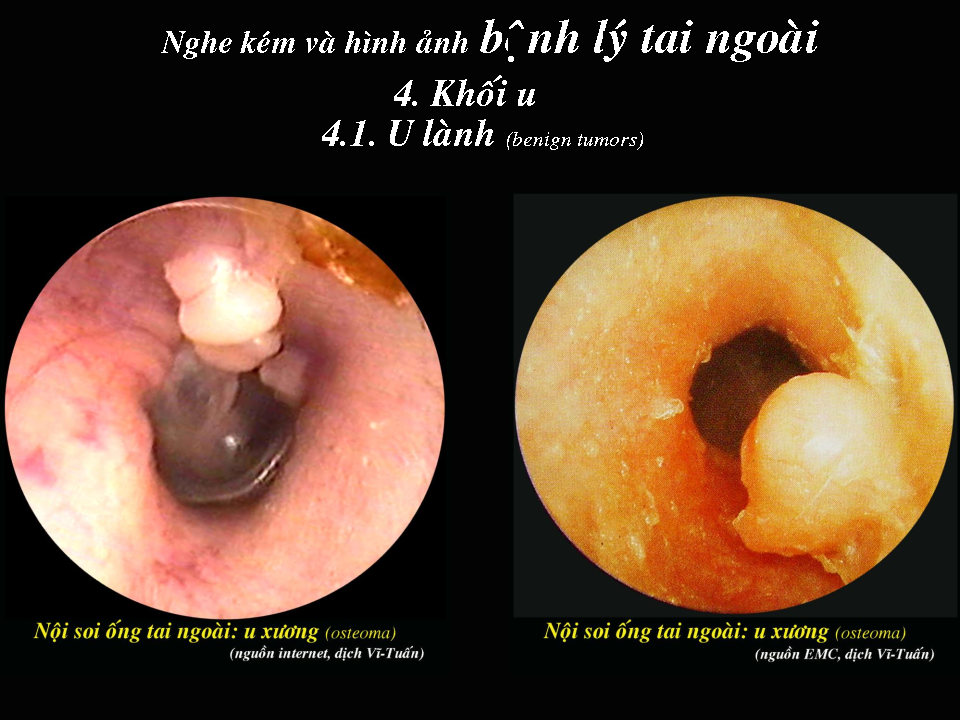 Nghe kém và hình ảnh bệnh lý tai ngoài
4. Khối u
4.1. U lành (benign tumors)
Nội soi ống tai ngoài: u xương (osteoma)
(nguồn internet, dịch Vĩ-Tuấn)
Nội soi ống tai ngoài: u xương (osteoma)
(nguồn EMC, dịch Vĩ-Tuấn)